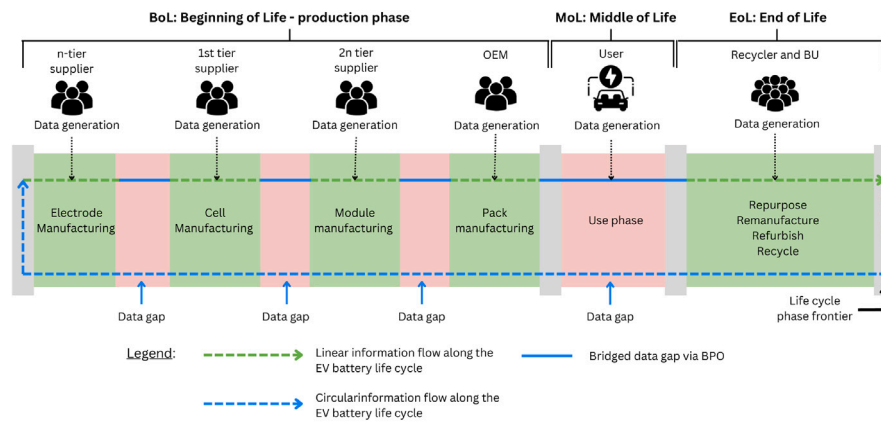 BoL: Beginning of Life - production phase
MoL: Middle of Life
EoL: End of Life
n-tier
supplier
1st tier
supplier
2n tier
supplier
OEM
User
Recycler and BU
Data generation
Data generation
Data generation
Data generation
Data generation
Data generation
Electrode
Manufacturing
Cell
Manufacturing
Module
manufacturing
Pack
manufacturing
Use phase
Repurpose
Remanufacture
Refurbish
Recycle
Data gap
Data gap
Data gap
Data gap
Life cycle
phase frontier
Legend:
Linear information flow along the
EV battery life cycle
Bridged data gap via BPO
Circularinformation flow along the
EV battery life cycle